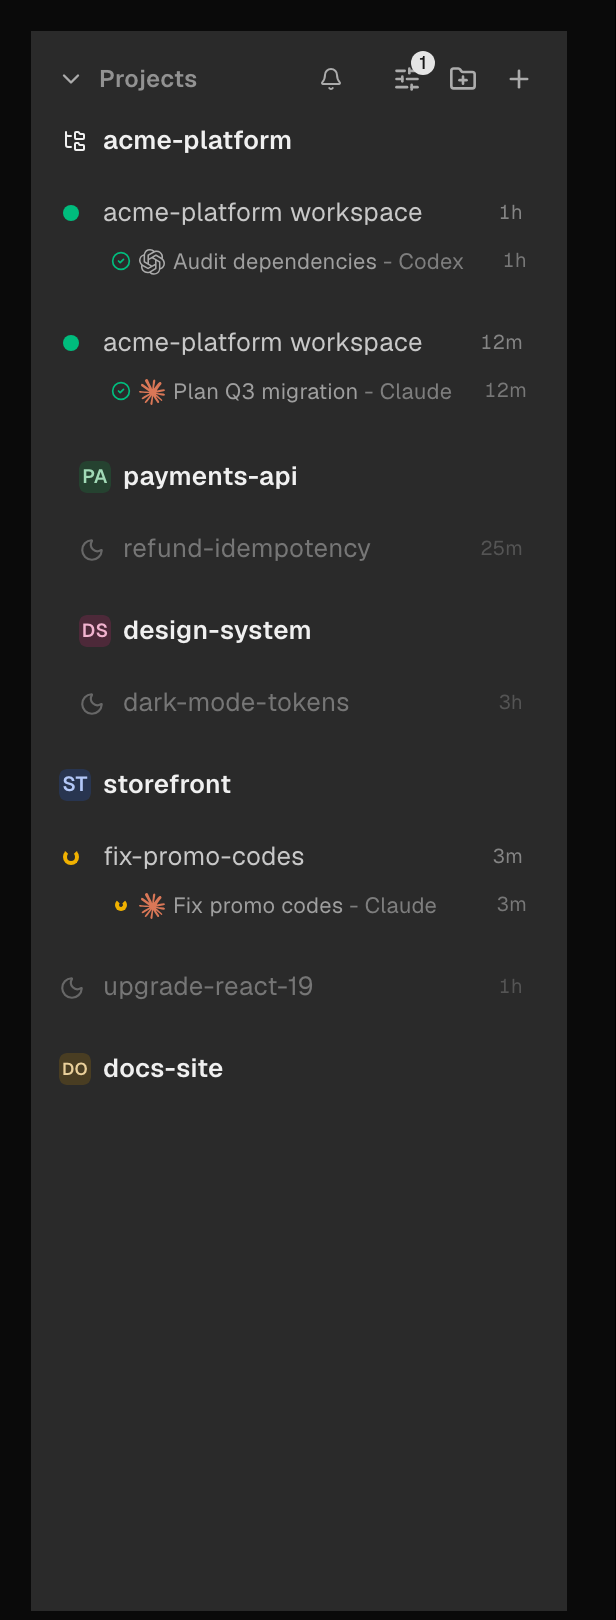 Projects 1
acme-platform
acme-platform workspace 1h
Audit dependencies - Codex 1h
acme-platform workspace 12m
Plan Q3 migration - Claude 12m
PA payments-api
refund-idempotency 25m
DS design-system
dark-mode-tokens 3h
ST storefront
fix-promo-codes 3m
Fix promo codes - Claude 3m
upgrade-react-19 1h
DO docs-site